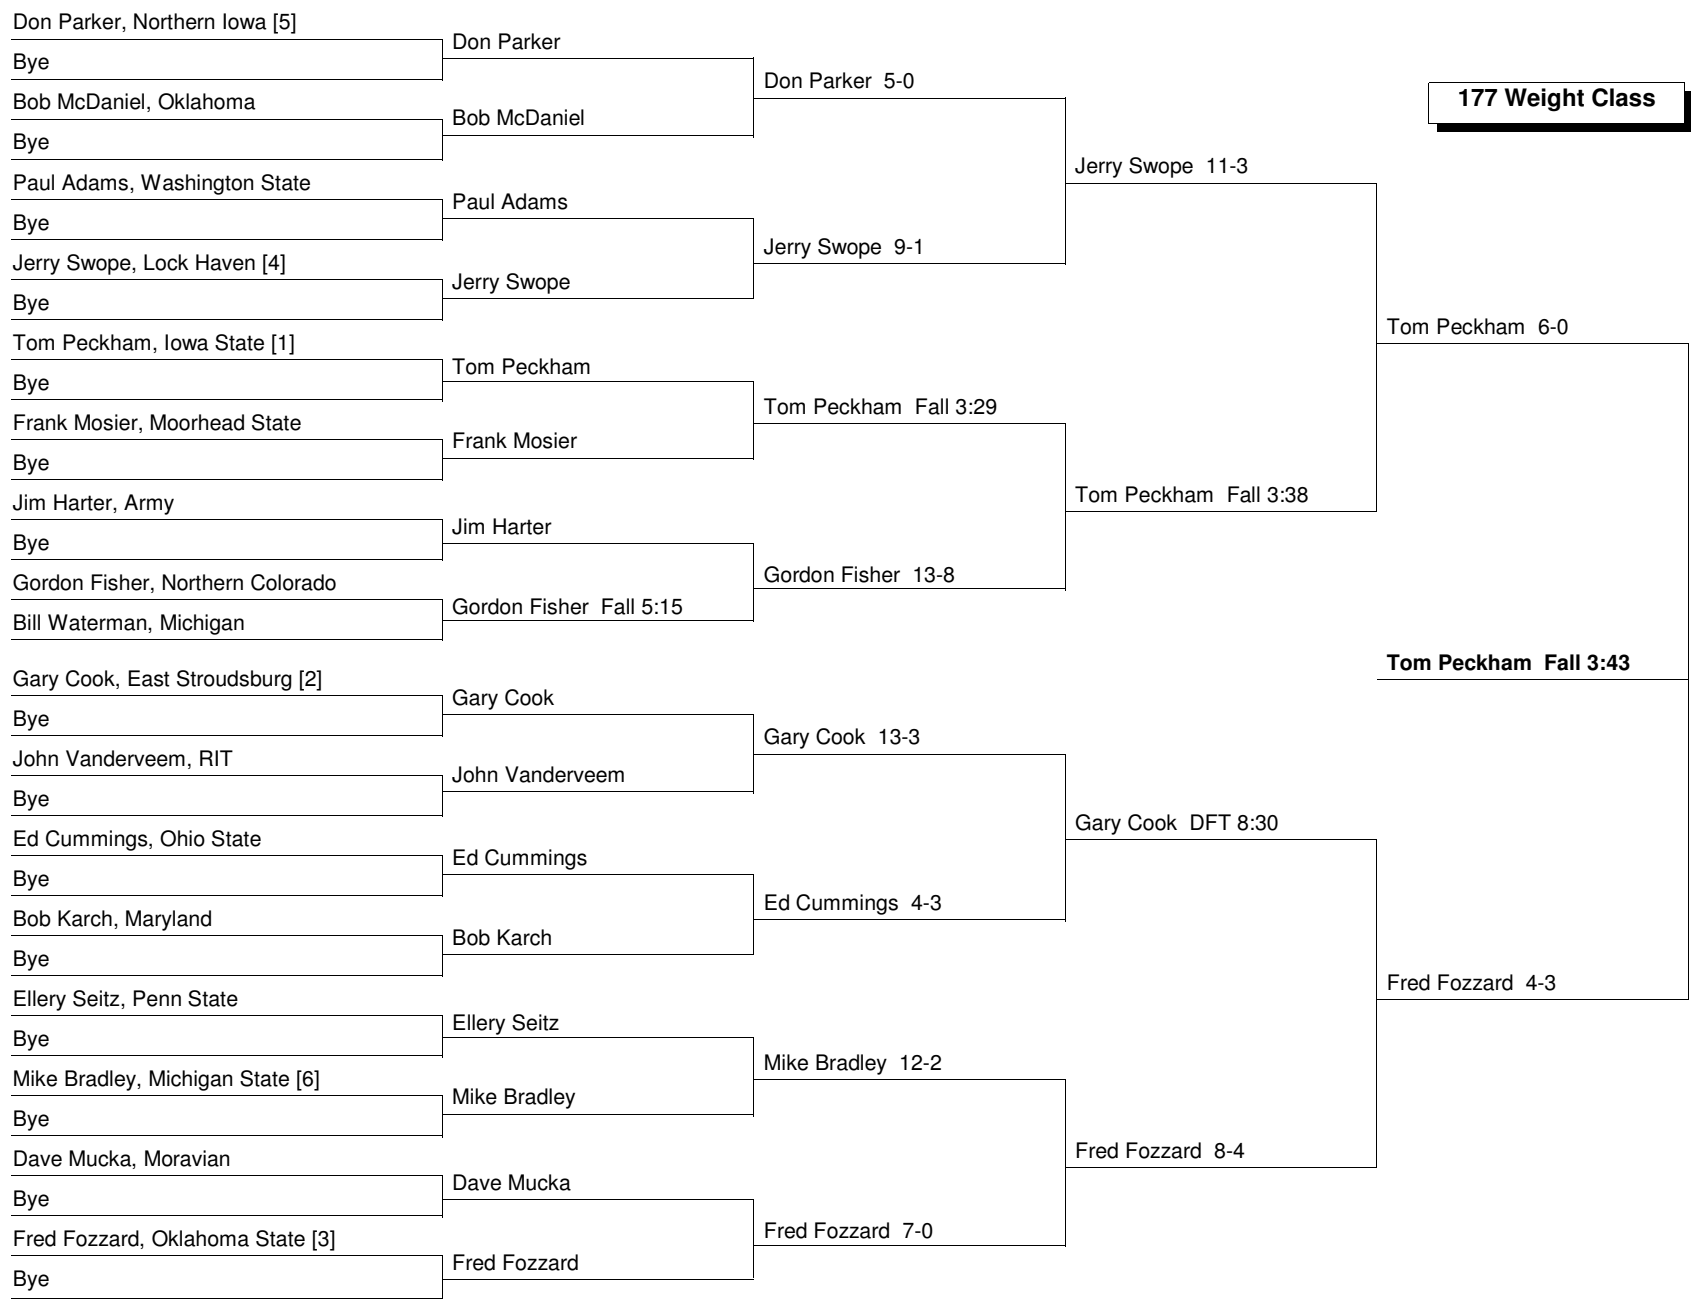 177 Weight Class
Don Parker, Northern Iowa [5]
Bye
Bob McDaniel, Oklahoma
Bye
Paul Adams, Washington State
Bye
Jerry Swope, Lock Haven [4]
Bye
Tom Peckham, Iowa State [1]
Bye
Frank Mosier, Moorhead State
Bye
Jim Harter, Army
Bye
Gordon Fisher, Northern Colorado
Bill Waterman, Michigan
Gary Cook, East Stroudsburg [2]
Bye
John Vanderveem, RIT
Bye
Ed Cummings, Ohio State
Bye
Bob Karch, Maryland
Bye
Ellery Seitz, Penn State
Bye
Mike Bradley, Michigan State [6]
Bye
Dave Mucka, Moravian
Bye
Fred Fozzard, Oklahoma State [3]
Bye
Don Parker
Bob McDaniel
Paul Adams
Jerry Swope
Tom Peckham
Frank Mosier
Jim Harter
Gordon Fisher Fall 5:15
Gary Cook
John Vanderveem
Ed Cummings
Bob Karch
Ellery Seitz
Mike Bradley
Dave Mucka
Fred Fozzard
Don Parker 5-0
Jerry Swope 9-1
Tom Peckham Fall 3:29
Gordon Fisher 13-8
Gary Cook 13-3
Ed Cummings 4-3
Mike Bradley 12-2
Fred Fozzard 7-0
Jerry Swope 11-3
Tom Peckham Fall 3:38
Gary Cook DFT 8:30
Fred Fozzard 8-4
Tom Peckham 6-0
Fred Fozzard 4-3
Tom Peckham Fall 3:43